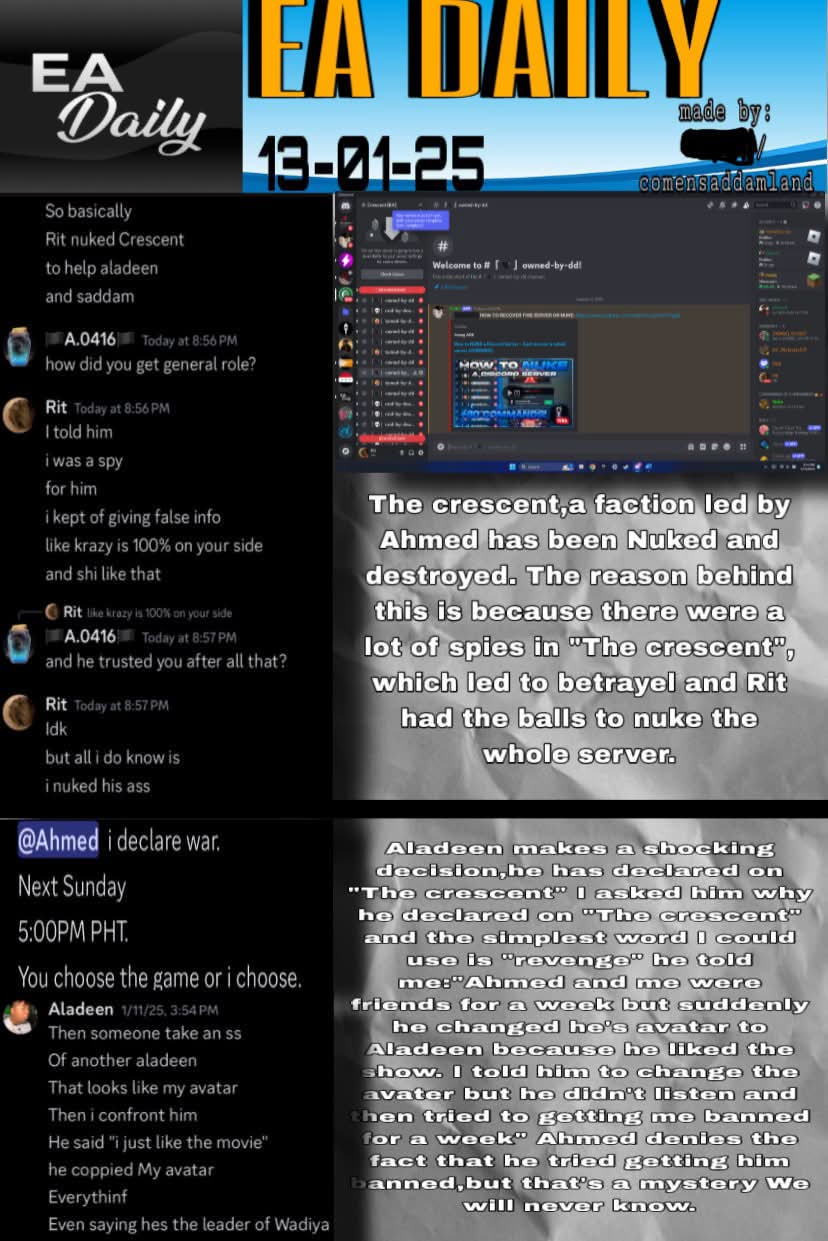 EA
Daily
EA DAILY
made by:
13-01-25
comensaddamland
So basically
Rit nuked Crescent
to help aladeen
and saddam
A.0416 Today at 8:56 PM
how did you get general role?
Rit Today at 8:56 PM
I told him
i was a spy
for him
i kept of giving false info
like krazy is 100% on your side
and shi like that
Rit like krazy is 100% on your side
A.0416 Today at 8:57 PM
and he trusted you after all that?
Rit Today at 8:57 PM
Idk
but all i do know is
i nuked his ass
Welcome to # owned-by-dd!
HOW TO NUKE
A DISCORD SERVER
The crescent,a faction led by
Ahmed has been Nuked and
destroyed. The reason behind
this is because there were a
lot of spies in "The crescent",
which led to betrayel and Rit
had the balls to nuke the
whole server.
@Ahmed i declare war.
Next Sunday
5:00PM PHT.
You choose the game or i choose.
Aladeen 1/11/25, 3:54 PM
Then someone take an ss
Of another aladeen
That looks like my avatar
Then i confront him
He said "i just like the movie"
he coppied My avatar
Everythinf
Even saying hes the leader of Wadiya
Aladeen makes a shocking
decision,he has declared on
"The crescent" I asked him why
he declared on "The crescent"
and the simplest word I could
use is "revenge" he told
me:"Ahmed and me were
friends for a week but suddenly
he changed he's avatar to
Aladeen because he liked the
show. I told him to change the
avater but he didn't listen and
then tried to getting me banned
for a week" Ahmed denies the
fact that he tried getting him
banned,but that's a mystery We
will never know.